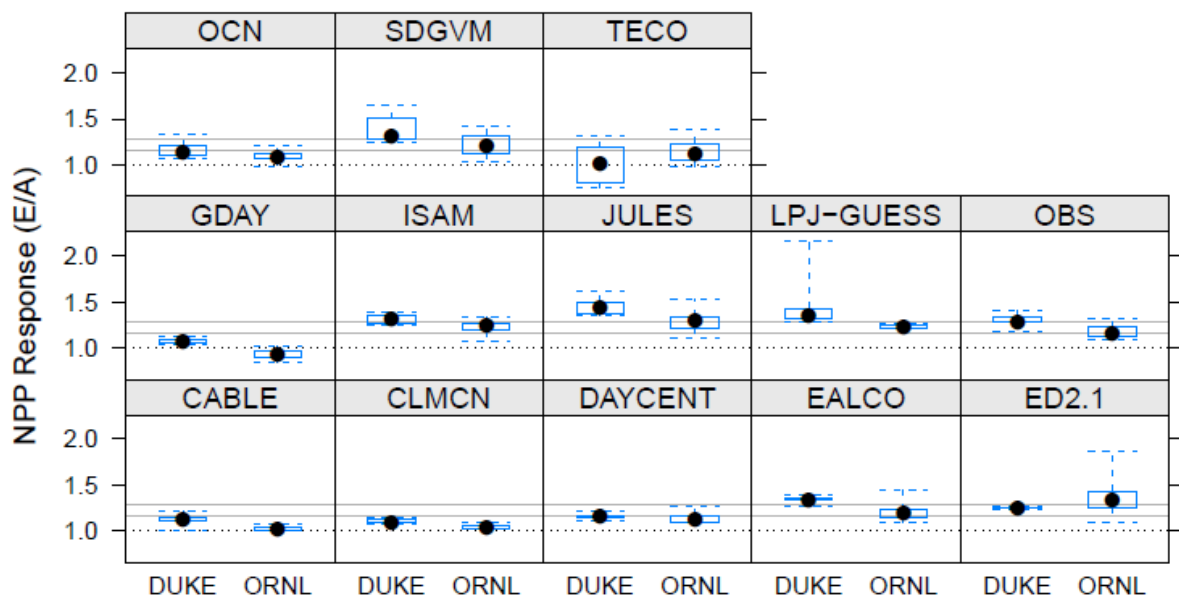 OCN SDGVM TECO
2.0
1.5
1.0
GDAY ISAM JULES LPJ−GUESS OBS
2.0
1.5
1.0
CABLE CLMCN DAYCENT EALCO ED2.1
2.0
1.5
1.0
DUKE ORNL DUKE ORNL DUKE ORNL DUKE ORNL DUKE ORNL
NPP Response (E/A)